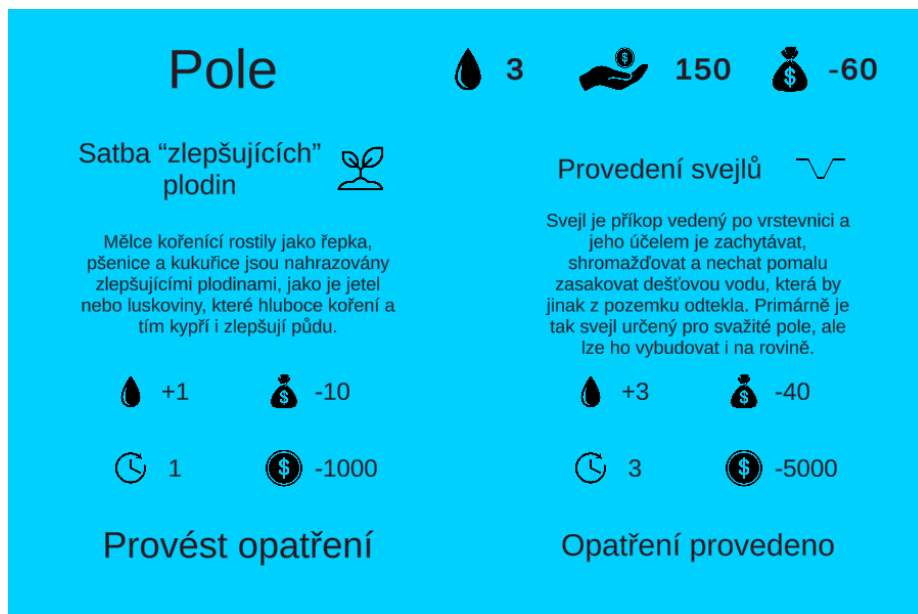 Pole
3
150
-60
Satba “zlepšujících”
plodin
Mělce kořenící rostily jako řepka,
pšenice a kukuřice jsou nahrazovány
zlepšujícími plodinami, jako je jetel
nebo luskoviny, které hluboce koření a
tím kypří i zlepšují půdu.
+1
-10
1
-1000
Provést opatření
Provedení svejlů
Svejl je příkop vedený po vrstevnici a
jeho účelem je zachytávat,
shromažďovat a nechat pomalu
zasakovat dešťovou vodu, která by
jinak z pozemku odtekla. Primárně je
tak svejl určený pro svažité pole, ale
lze ho vybudovat i na rovině.
+3
-40
3
-5000
Opatření provedeno